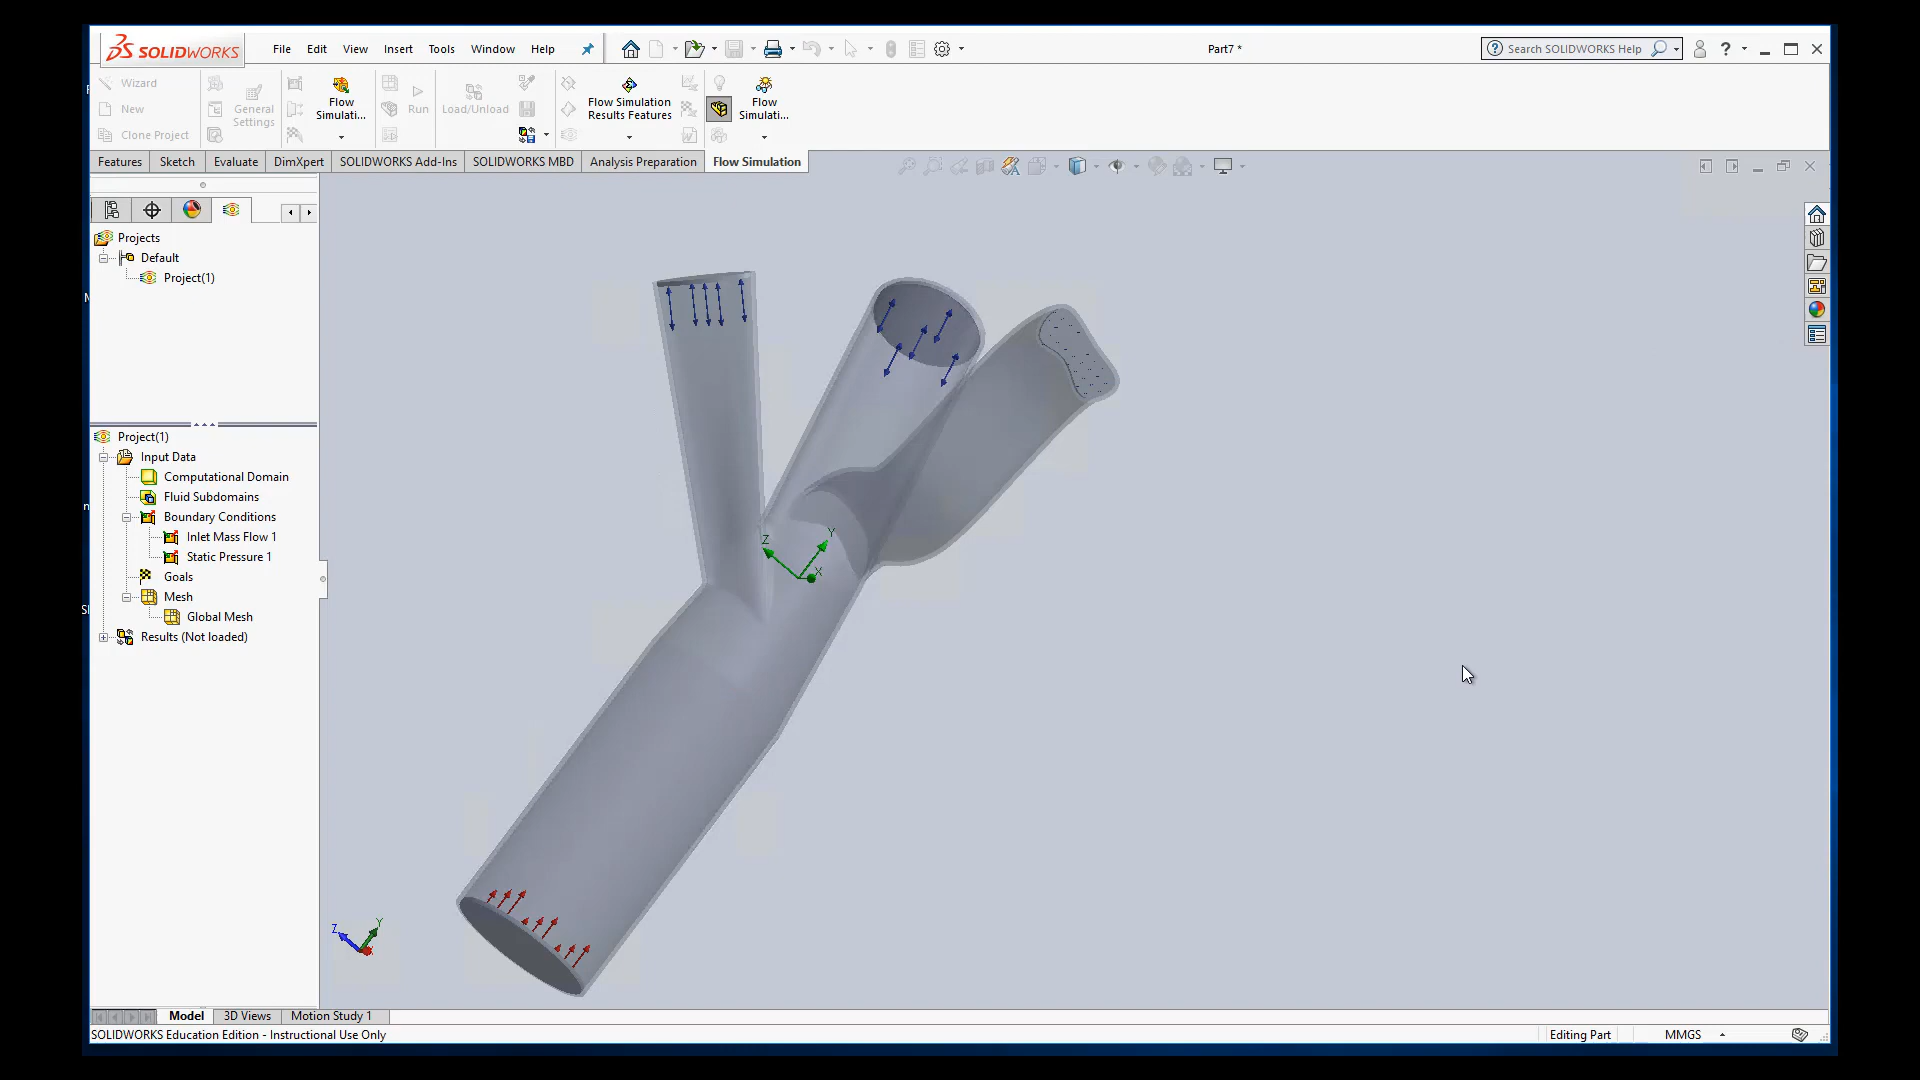 SOLIDWORKS
File Edit View Insert Tools Window Help
Part7 *
Search SOLIDWORKS Help
?
Wizard
New
Clone Project
General
Settings
Flow
Simulati...
Run
Load/Unload
Flow Simulation
Results Features
Flow
Simulati...
Features Sketch Evaluate DimXpert SOLIDWORKS Add-Ins SOLIDWORKS MBD Analysis Preparation Flow Simulation
Projects
Default
Project(1)
Project(1)
Input Data
Computational Domain
Fluid Subdomains
Boundary Conditions
Inlet Mass Flow 1
Static Pressure 1
Goals
Mesh
Global Mesh
Results (Not loaded)
Z Y X
Z Y
Model 3D Views Motion Study 1
SOLIDWORKS Education Edition - Instructional Use Only
Editing Part MMGS